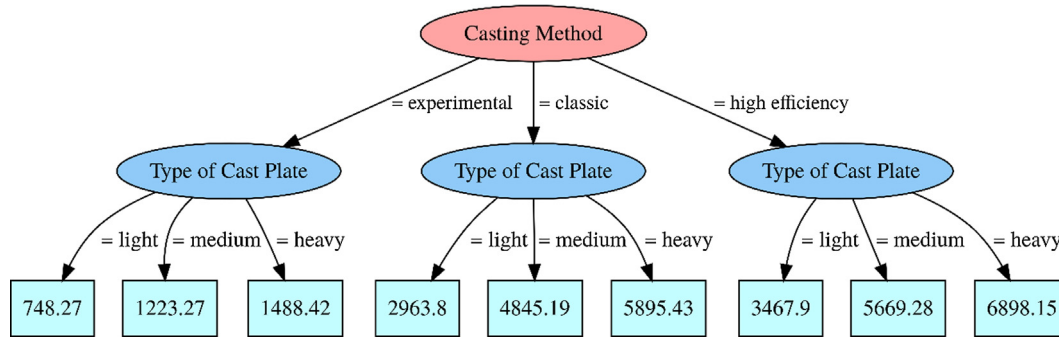 Casting Method
= experimental
= classic
= high efficiency
Type of Cast Plate
Type of Cast Plate
Type of Cast Plate
= light
= medium
= heavy
= light
= medium
= heavy
= light
= medium
= heavy
748.27
1223.27
1488.42
2963.8
4845.19
5895.43
3467.9
5669.28
6898.15